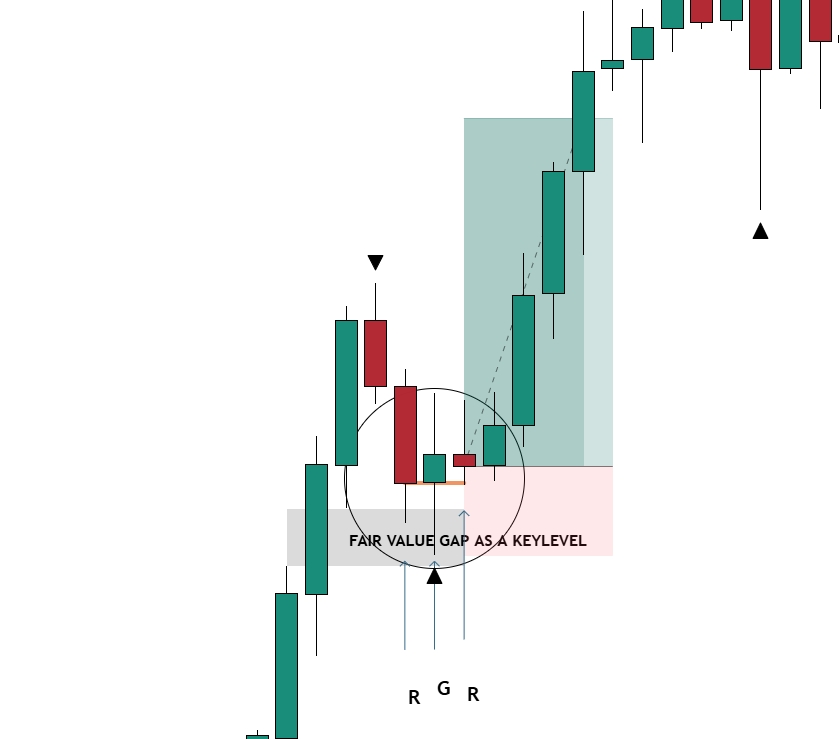 FAIR VALUE GAP AS A KEYLEVEL
R G R